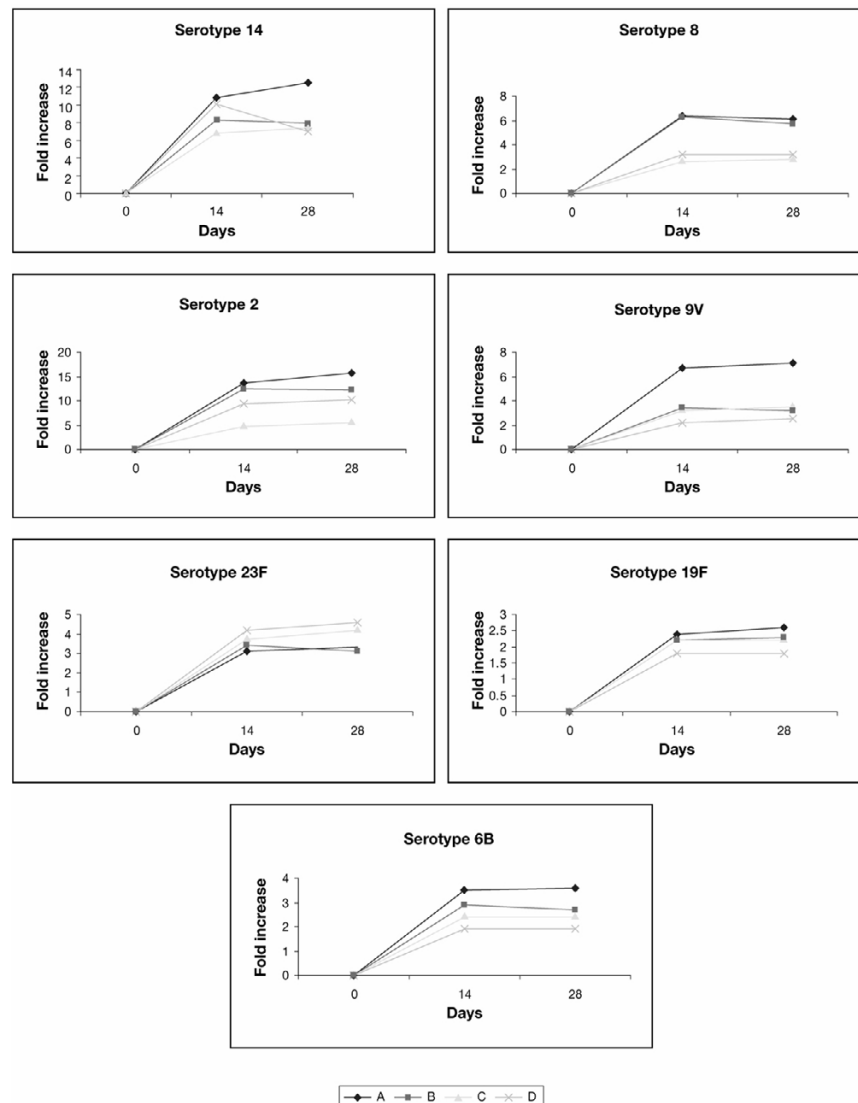 Serotype 14
Fold increase
14
12
10
8
6
4
2
0
0 14 28
Days
Serotype 8
Fold increase
8
6
4
2
0
0 14 28
Days
Serotype 2
Fold increase
20
15
10
5
0
0 14 28
Days
Serotype 9V
Fold increase
8
6
4
2
0
0 14 28
Days
Serotype 23F
Fold increase
5
4
3
2
1
0
0 14 28
Days
Serotype 19F
Fold increase
3
2.5
2
1.5
1
0.5
0
0 14 28
Days
Serotype 6B
Fold increase
4
3
2
1
0
0 14 28
Days
A B C D